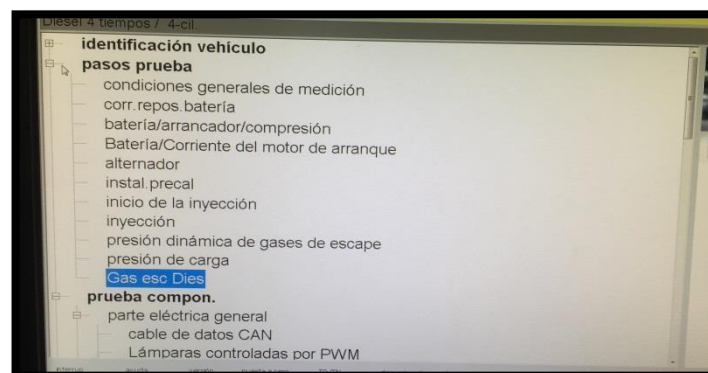 Diesel 4 tiempos / 4-cil.
identificación vehículo
pasos prueba
condiciones generales de medición
corr.repos.batería
batería/arrancador/compresión
Batería/Corriente del motor de arranque
alternador
instal.precal
inicio de la inyección
inyección
presión dinámica de gases de escape
presión de carga
Gas esc Dies
prueba compon.
parte eléctrica general
cable de datos CAN
Lámparas controladas por PWM